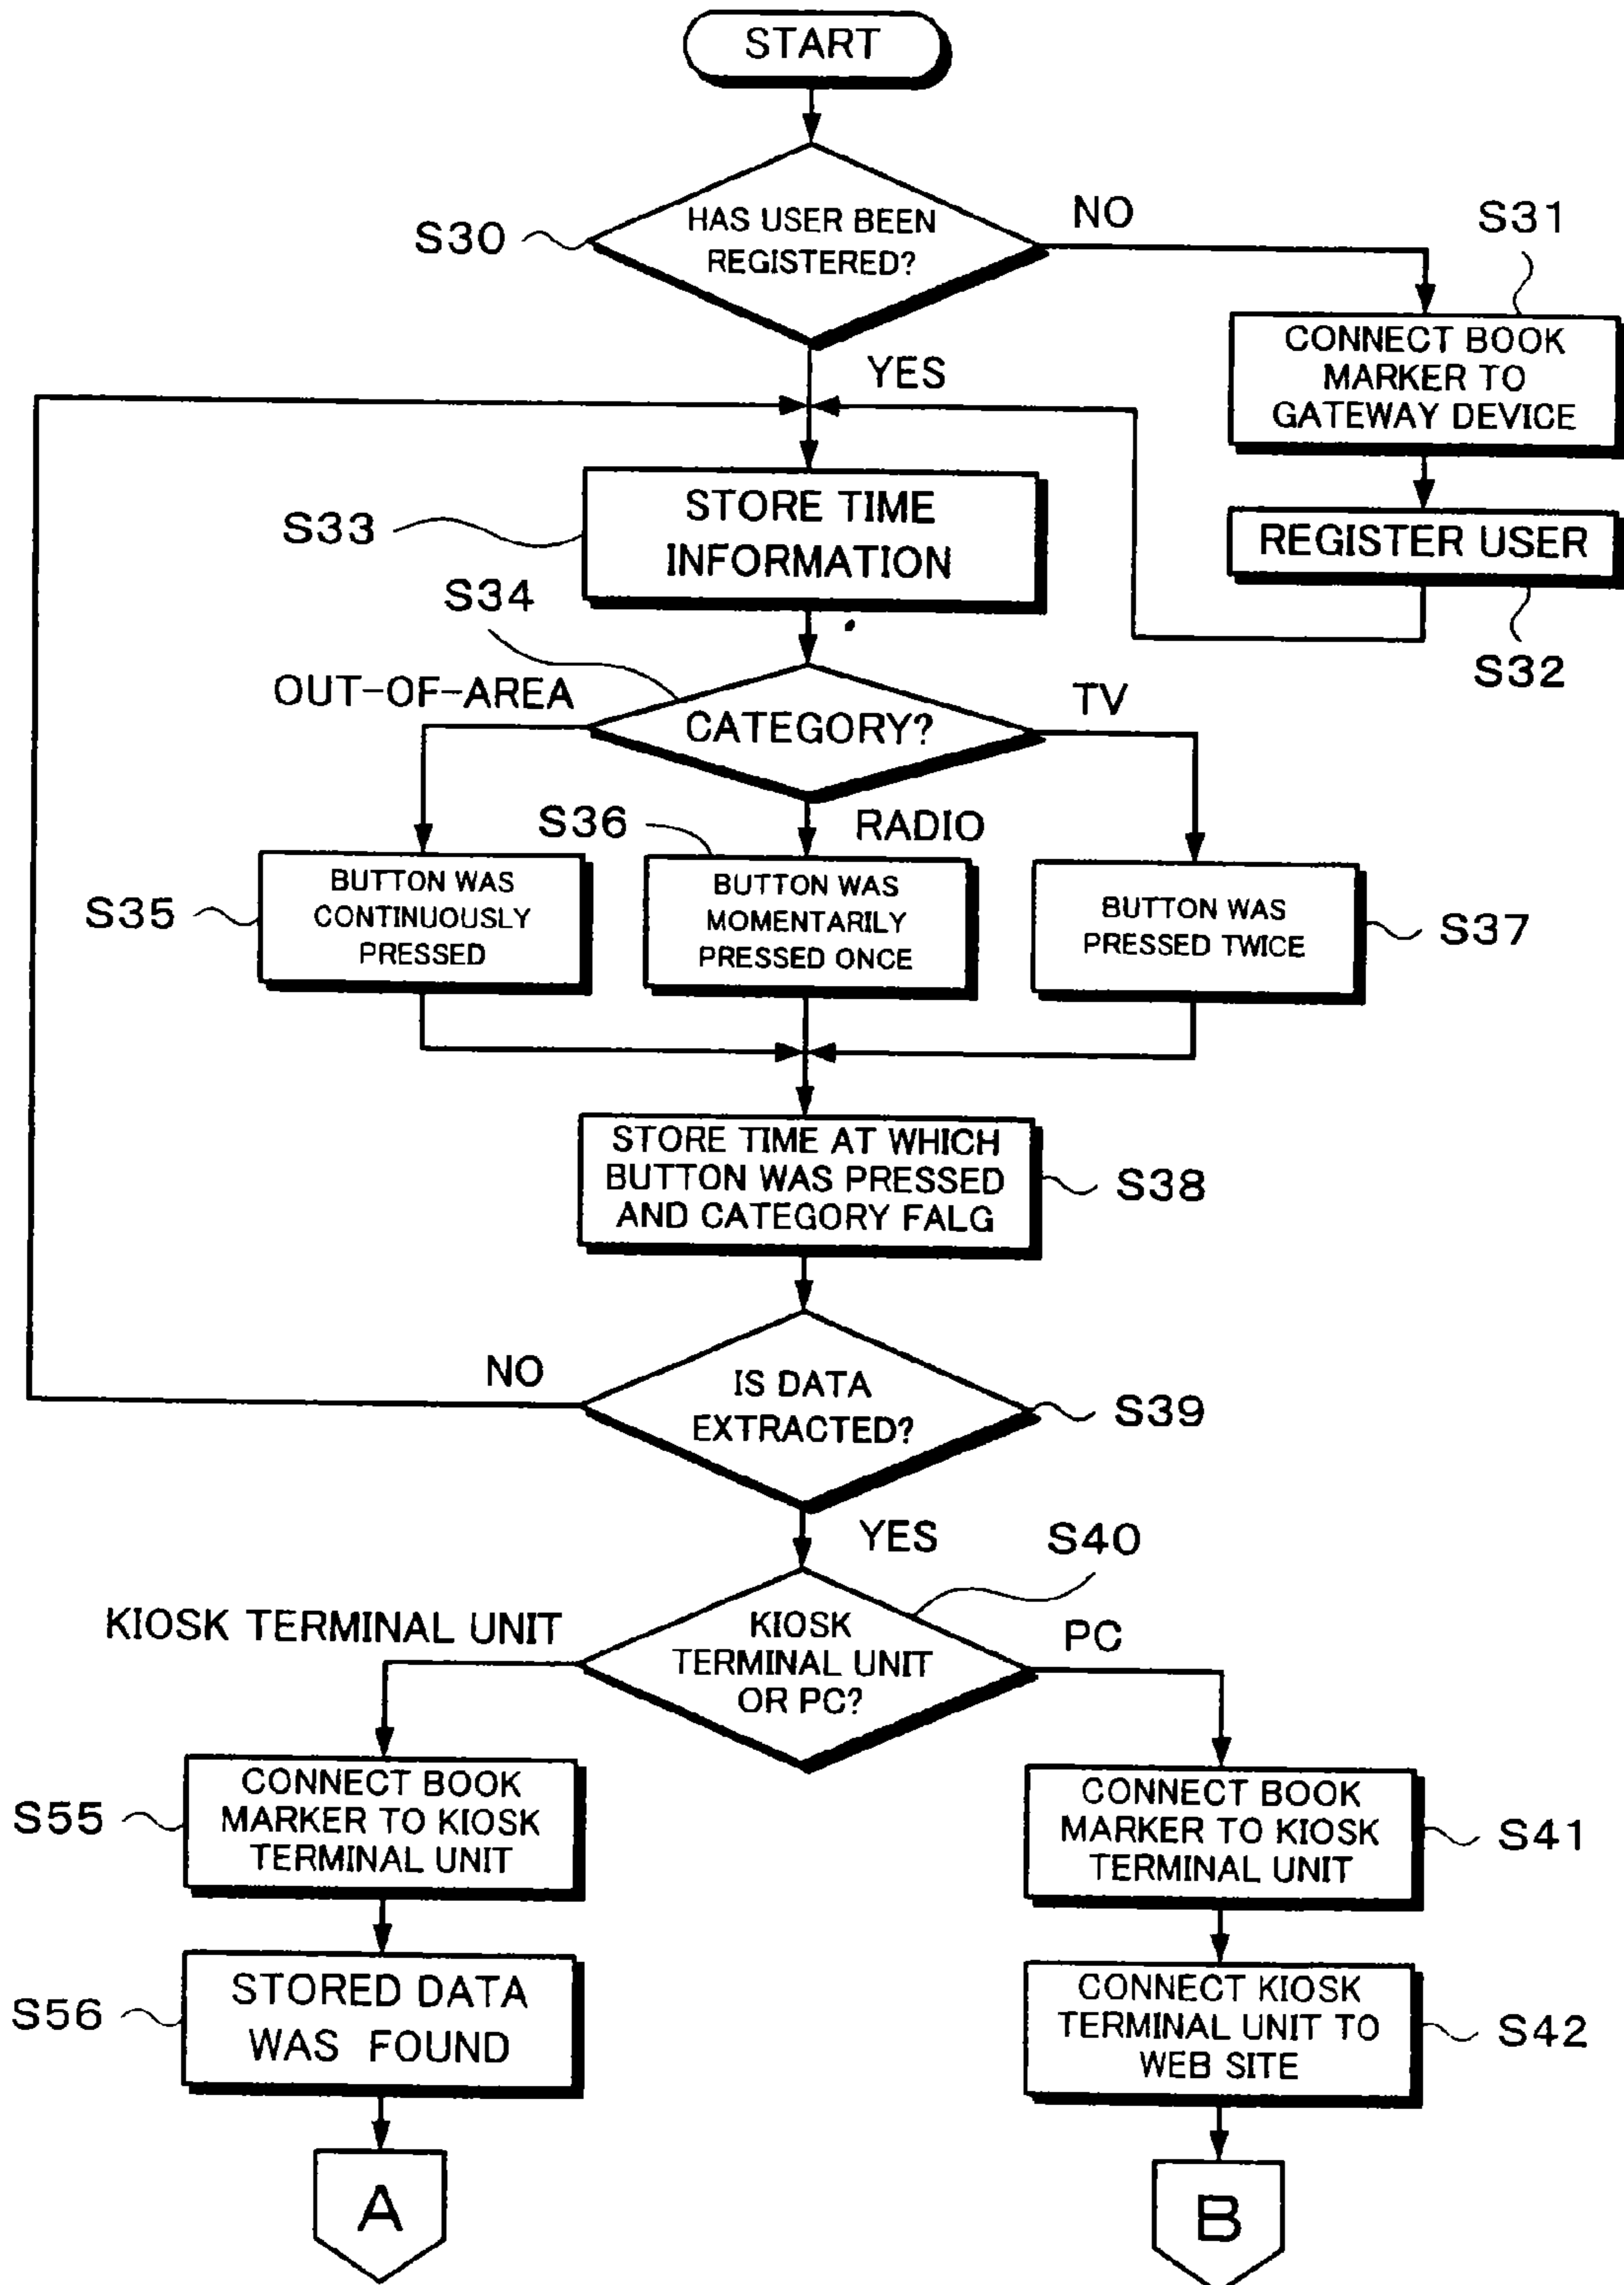 START
S30
HAS USER BEEN
REGISTERED?
NO
S31
CONNECT BOOK
MARKER TO
GATEWAY DEVICE
YES
S33
STORE TIME
INFORMATION
REGISTER USER
S32
S34
OUT-OF-AREA
CATEGORY?
TV
S36
RADIO
S35
BUTTON WAS
CONTINUOUSLY
PRESSED
BUTTON WAS
MOMENTARILY
PRESSED ONCE
BUTTON WAS
PRESSED TWICE
S37
STORE TIME AT WHICH
BUTTON WAS PRESSED
AND CATEGORY FALG
S38
NO
IS DATA
EXTRACTED?
S39
YES
S40
KIOSK TERMINAL UNIT
KIOSK
TERMINAL UNIT
OR PC?
PC
S55
CONNECT BOOK
MARKER TO KIOSK
TERMINAL UNIT
CONNECT BOOK
MARKER TO KIOSK
TERMINAL UNIT
S41
S56
STORED DATA
WAS FOUND
CONNECT KIOSK
TERMINAL UNIT TO
WEB SITE
S42
A
B